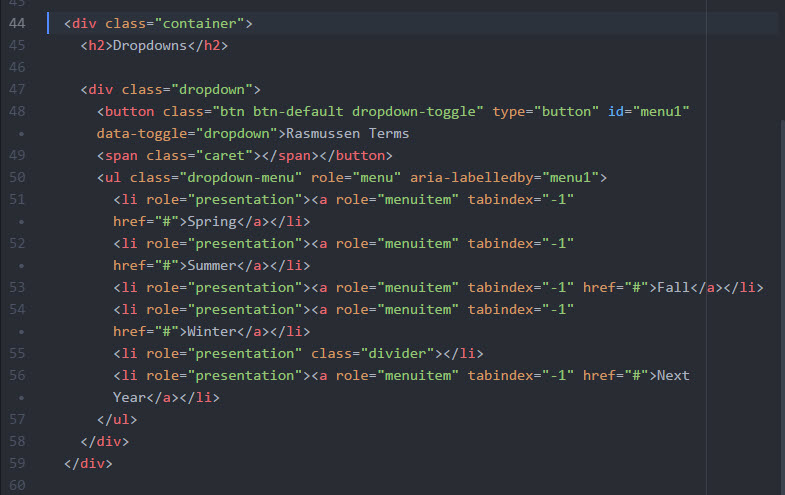 43
44 <div class="container">
45 <h2>Dropdowns</h2>
46
47 <div class="dropdown">
48 <button class="btn btn-default dropdown-toggle" type="button" id="menu1"
• data-toggle="dropdown">Rasmussen Terms
49 <span class="caret"></span></button>
50 <ul class="dropdown-menu" role="menu" aria-labelledby="menu1">
51 <li role="presentation"><a role="menuitem" tabindex="-1"
• href="#">Spring</a></li>
52 <li role="presentation"><a role="menuitem" tabindex="-1"
• href="#">Summer</a></li>
53 <li role="presentation"><a role="menuitem" tabindex="-1" href="#">Fall</a></li>
54 <li role="presentation"><a role="menuitem" tabindex="-1"
• href="#">Winter</a></li>
55 <li role="presentation" class="divider"></li>
56 <li role="presentation"><a role="menuitem" tabindex="-1" href="#">Next
• Year</a></li>
57 </ul>
58 </div>
59 </div>
60